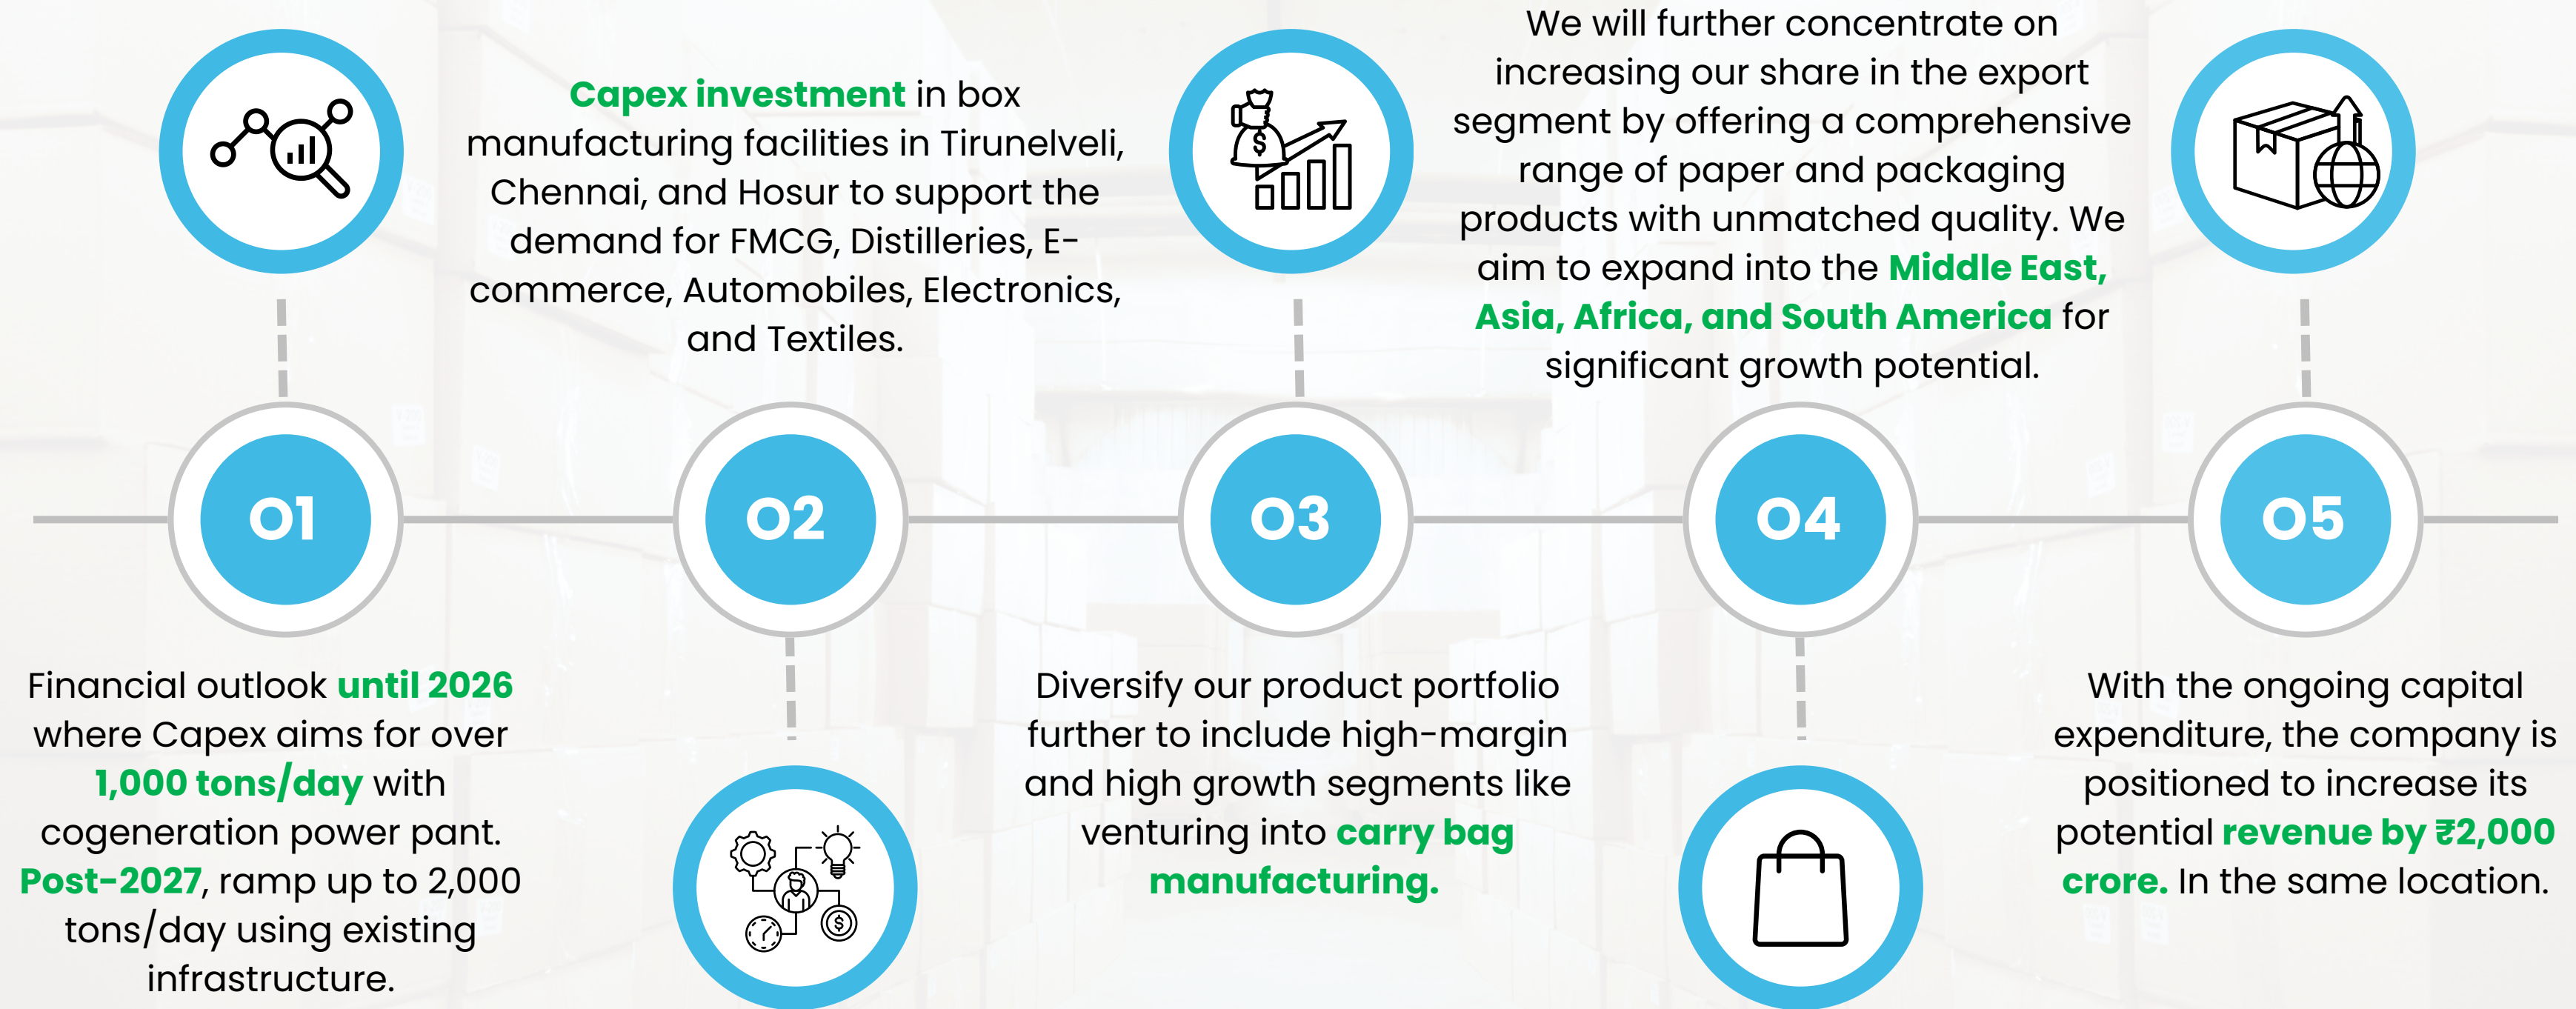 O1
Financial outlook until 2026
where Capex aims for over
1,000 tons/day with
cogeneration power pant.
Post-2027, ramp up to 2,000
tons/day using existing
infrastructure.
Capex investment in box
manufacturing facilities in Tirunelveli,
Chennai, and Hosur to support the
demand for FMCG, Distilleries, E-
commerce, Automobiles, Electronics,
and Textiles.
O2
O3
Diversify our product portfolio
further to include high-margin
and high growth segments like
venturing into carry bag
manufacturing.
We will further concentrate on
increasing our share in the export
segment by offering a comprehensive
range of paper and packaging
products with unmatched quality. We
aim to expand into the Middle East,
Asia, Africa, and South America for
significant growth potential.
O4
O5
With the ongoing capital
expenditure, the company is
positioned to increase its
potential revenue by ₹2,000
crore. In the same location.